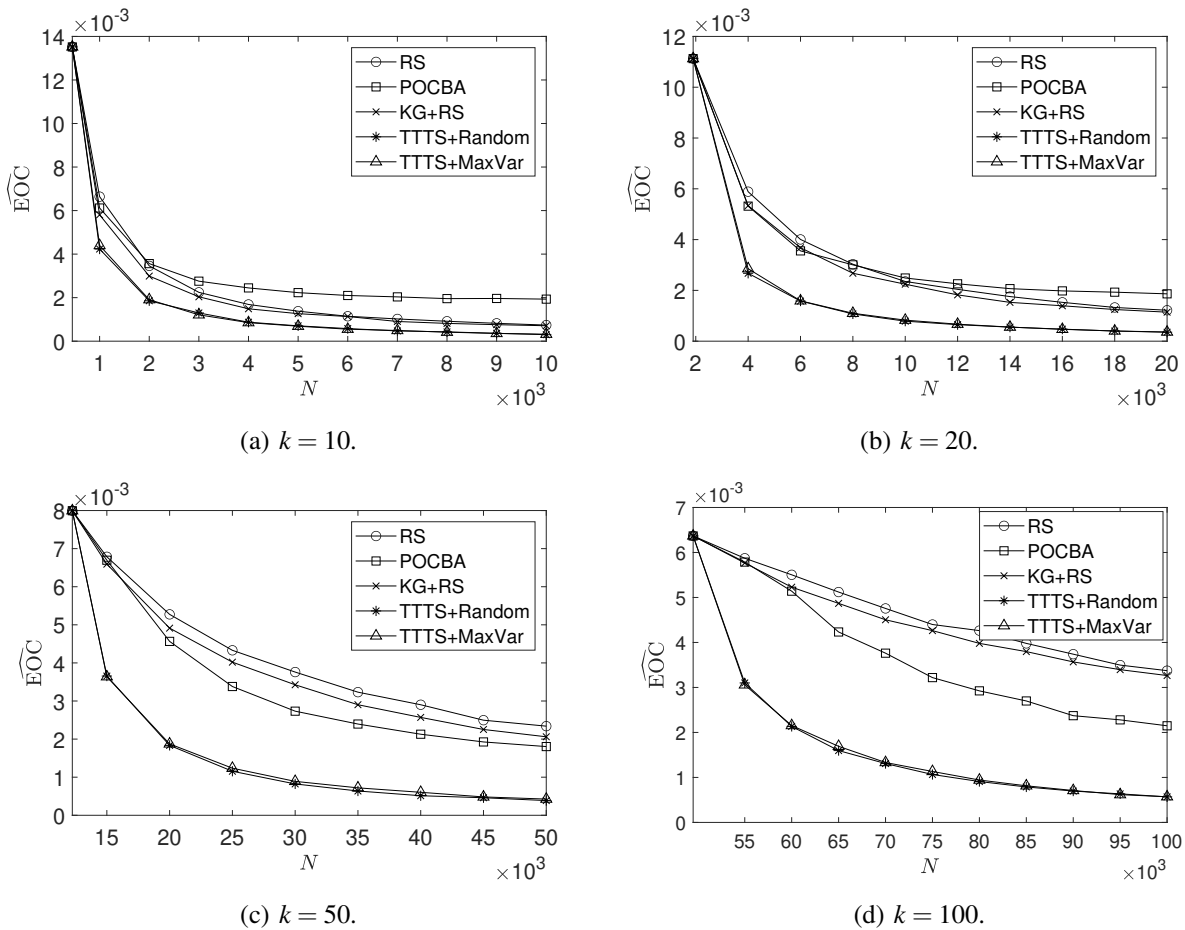 ×10⁻³
14
12
10
8
6
4
2
0
EOC
RS
POCBA
KG+RS
TTTS+Random
TTTS+MaxVar
1 2 3 4 5 6 7 8 9 10
N
×10³
(a) k = 10.
×10⁻³
12
10
8
6
4
2
0
EOC
RS
POCBA
KG+RS
TTTS+Random
TTTS+MaxVar
2 4 6 8 10 12 14 16 18 20
N
×10³
(b) k = 20.
×10⁻³
8
7
6
5
4
3
2
1
0
EOC
RS
POCBA
KG+RS
TTTS+Random
TTTS+MaxVar
15 20 25 30 35 40 45 50
N
×10³
(c) k = 50.
×10⁻³
7
6
5
4
3
2
1
0
EOC
RS
POCBA
KG+RS
TTTS+Random
TTTS+MaxVar
55 60 65 70 75 80 85 90 95 100
N
×10³
(d) k = 100.